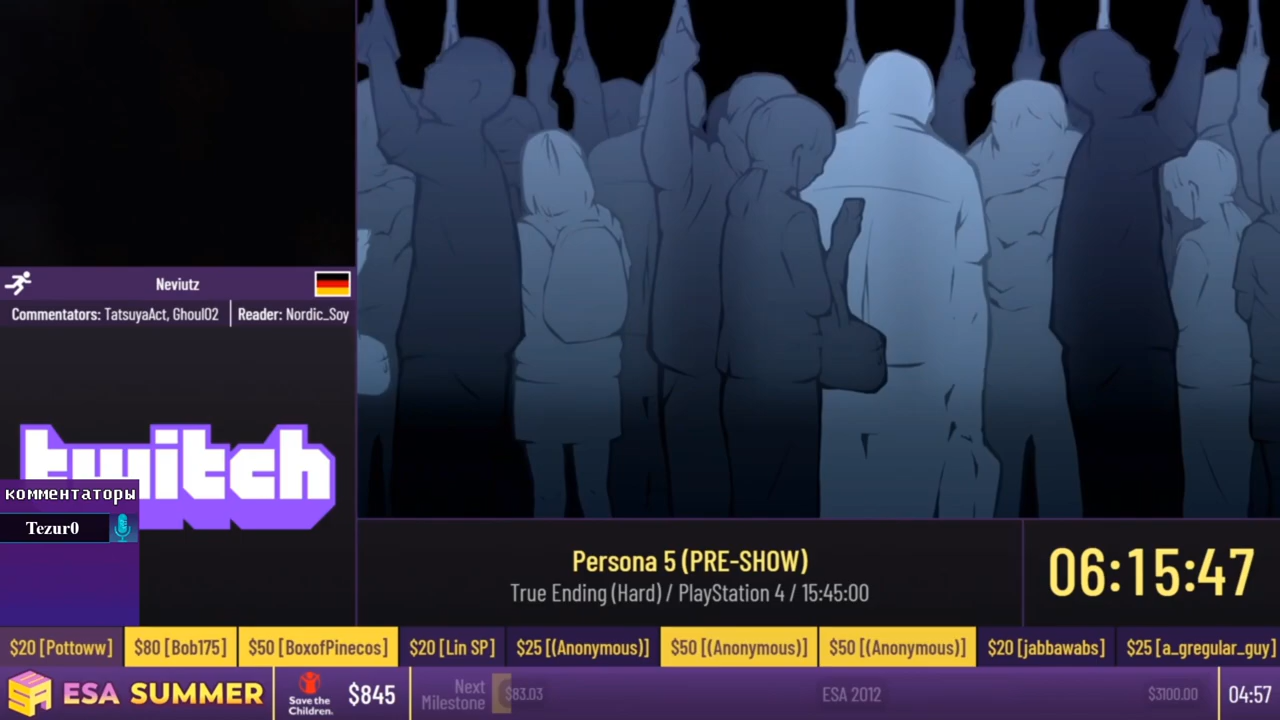 Neviutz
Commentators: TatsuyaAct, Ghoul02 Reader: Nordic_Soy
twitch
комментаторы
Tezur0
Persona 5 (PRE-SHOW)
True Ending (Hard) / PlayStation 4 / 15:45:00
06:15:47
$20 [Pottoww] $80 [Bob175] $50 [BoxofPinecos] $20 [Lin SP] $25 [(Anonymous)] $50 [(Anonymous)] $50 [(Anonymous)] $20 [jabbawabs] $25 [a_gregular_guy]
ESA SUMMER
Save the
Children.
$845
Next
Milestone
$83.03
ESA 2012
$3100.00
04:57